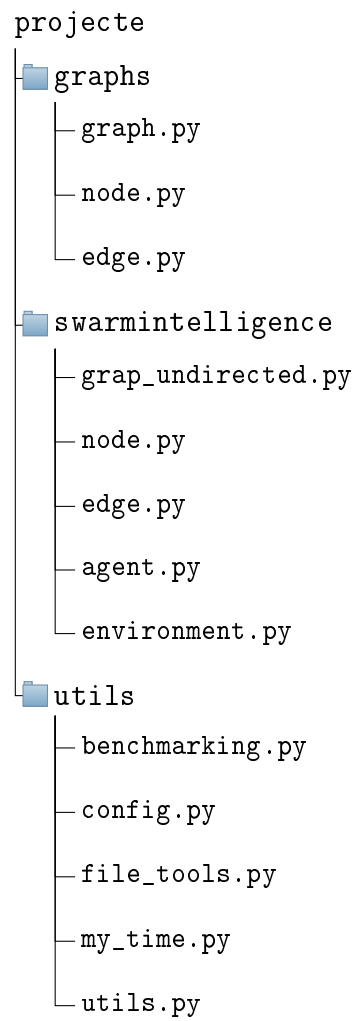 projecte
graphs
graph.py
node.py
edge.py
swarmintelligence
grap_undirected.py
node.py
edge.py
agent.py
environment.py
utils
benchmarking.py
config.py
file_tools.py
my_time.py
utils.py